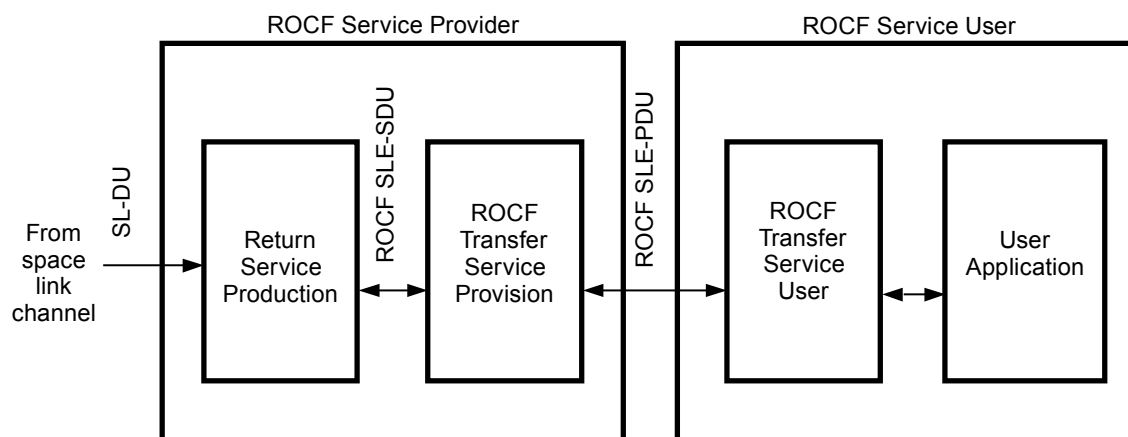 ROCF Service Provider
ROCF Service User
SL-DU
ROCF SLE-SDU
ROCF SLE-PDU
From
space
link
channel
Return
Service
Production
ROCF
Transfer
Service
Provision
ROCF
Transfer
Service
User
User
Application